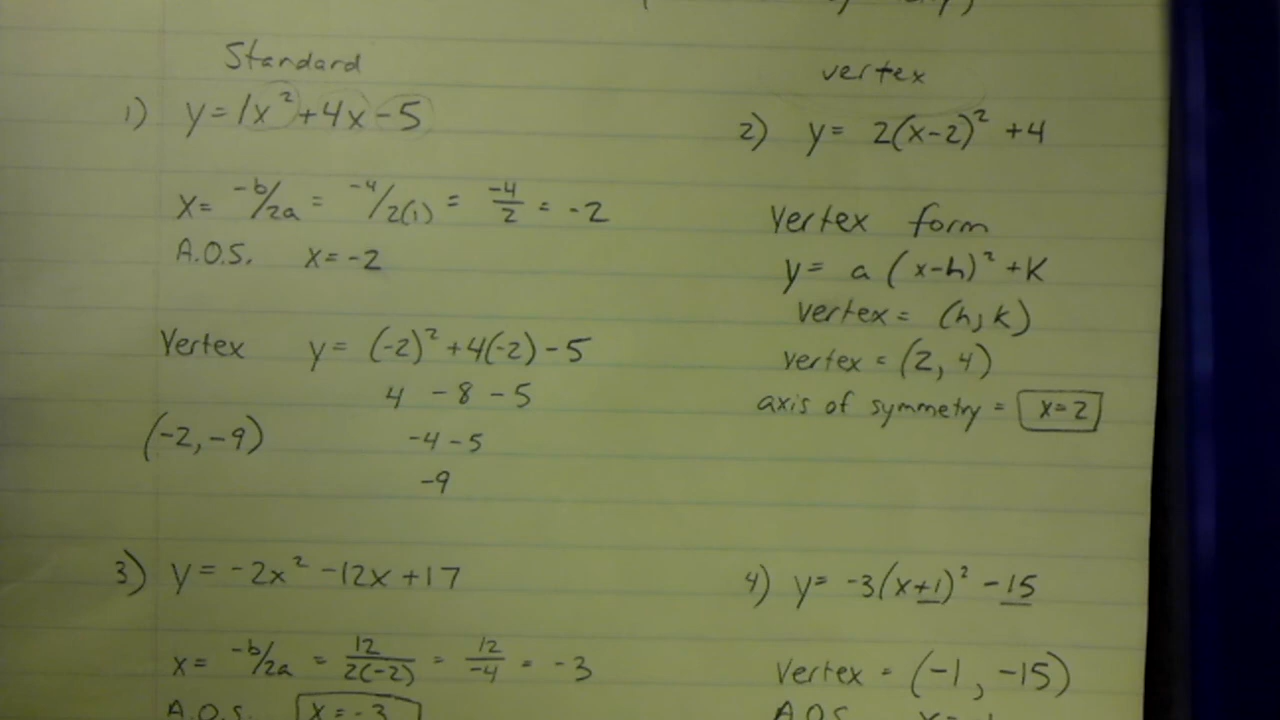 Standard
1) y = 1x² + 4x - 5
x = -b/2a = -4/2(1) = -4/2 = -2
A.O.S. x = -2
Vertex y = (-2)² + 4(-2) - 5
4 - 8 - 5
(-2, -9) -4 - 5
-9
vertex
2) y = 2(x-2)² + 4
Vertex form
y = a (x-h)² + k
vertex = (h, k)
vertex = (2, 4)
axis of symmetry = x=2
3) y = -2x² - 12x + 17
x = -b/2a = 12/2(-2) = 12/-4 = -3
A.O.S. x = -3
4) y = -3(x+1)² - 15
Vertex = (-1, -15)
A.O.S.